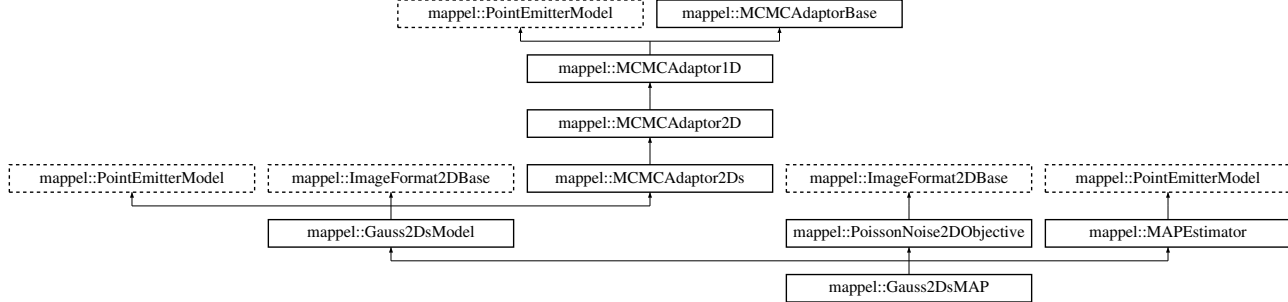 mappel::PointEmitterModel mappel::MCMCAdaptorBase
mappel::MCMCAdaptor1D
mappel::MCMCAdaptor2D
mappel::PointEmitterModel mappel::ImageFormat2DBase mappel::MCMCAdaptor2Ds mappel::ImageFormat2DBase mappel::PointEmitterModel
mappel::Gauss2DsModel mappel::PoissonNoise2DObjective mappel::MAPEstimator
mappel::Gauss2DsMAP